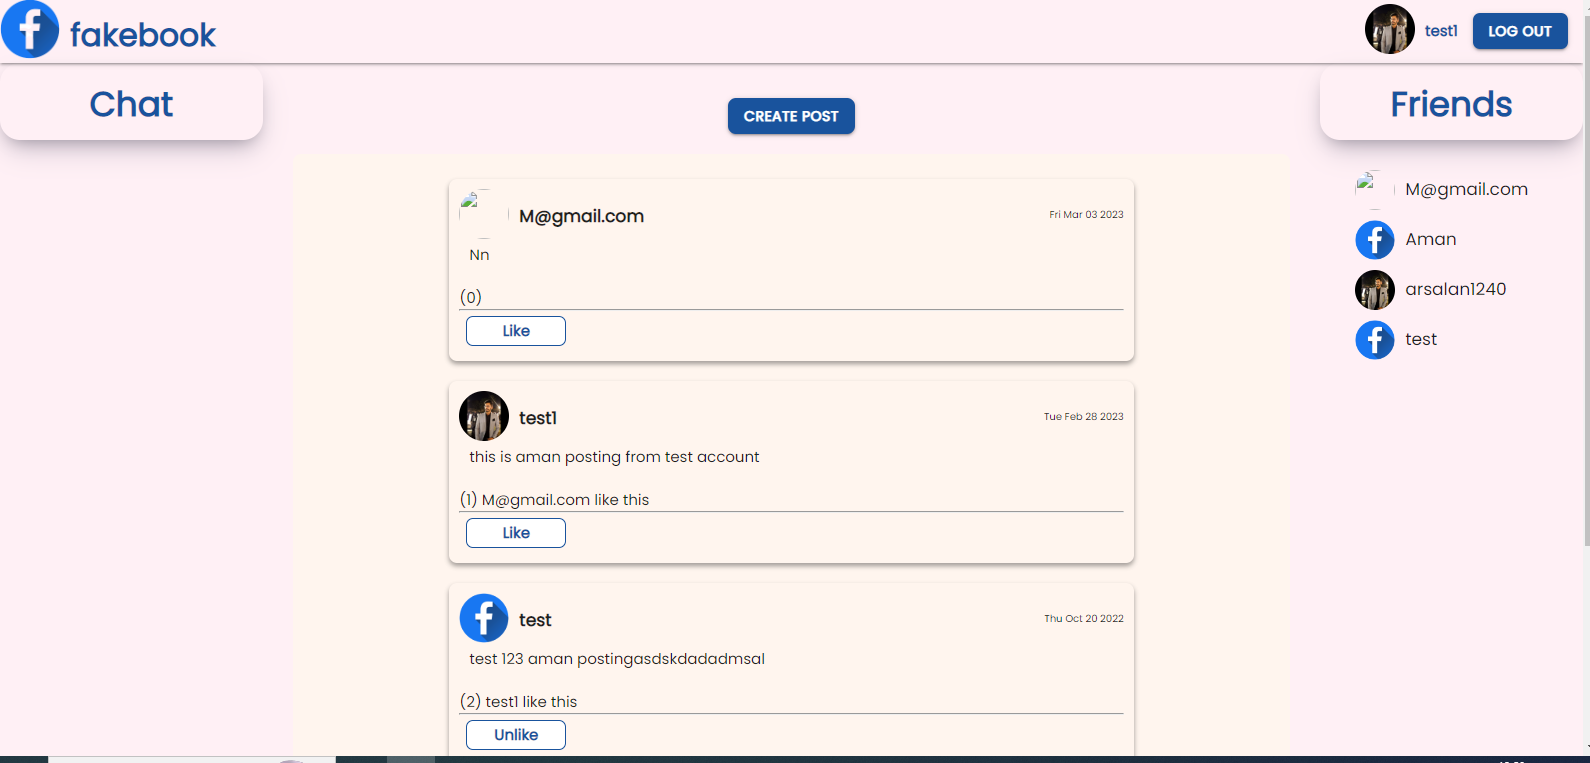 fakebook
test1
LOG OUT
Chat
CREATE POST
Friends
M@gmail.com
Fri Mar 03 2023
Nn
(0)
Like
test1
Tue Feb 28 2023
this is aman posting from test account
(1) M@gmail.com like this
Like
test
Thu Oct 20 2022
test 123 aman postingasdskdadadmsal
(2) test1 like this
Unlike
M@gmail.com
Aman
arsalan1240
test